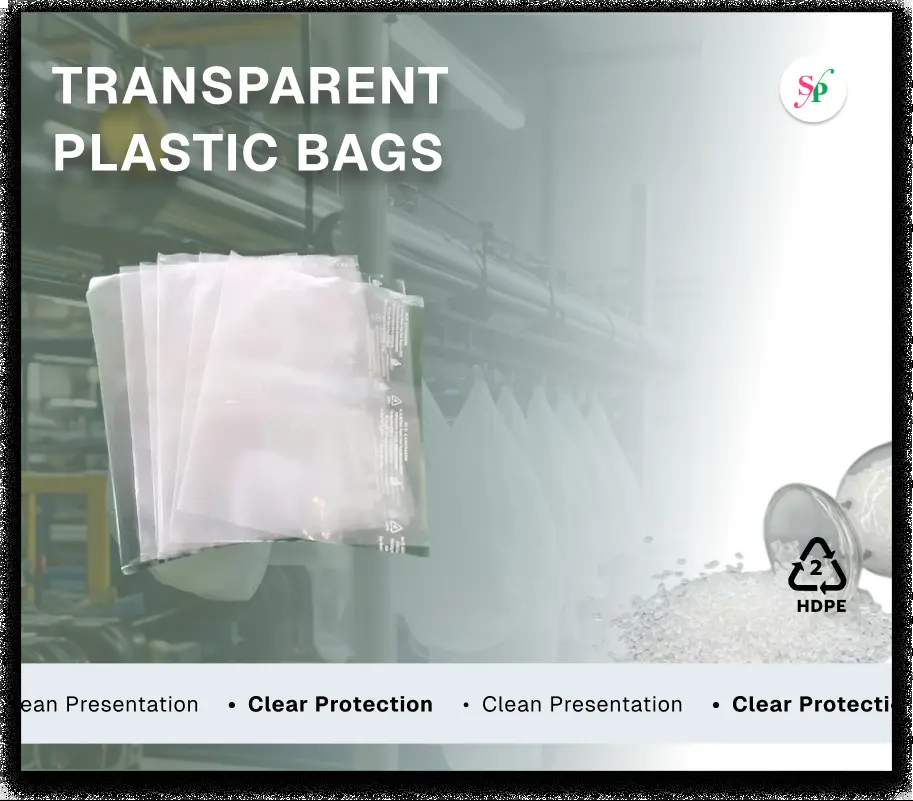 TRANSPARENT
PLASTIC BAGS
SP
2
HDPE
ean Presentation • Clear Protection • Clean Presentation • Clear Protecti